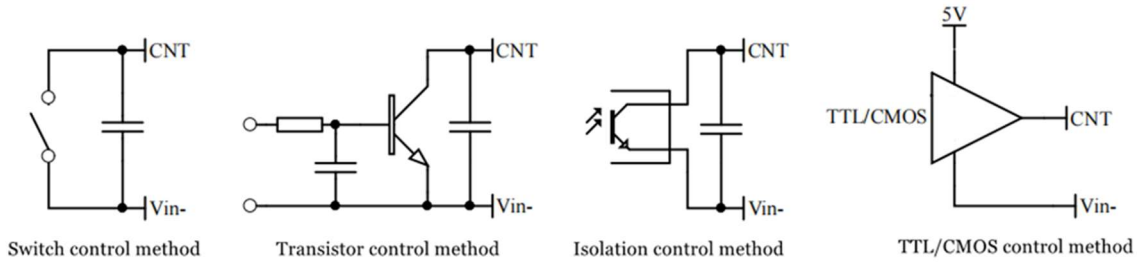 CNT
Vin-
Switch control method
CNT
Vin-
Transistor control method
CNT
Vin-
Isolation control method
5V
TTL/CMOS
CNT
Vin-
TTL/CMOS control method